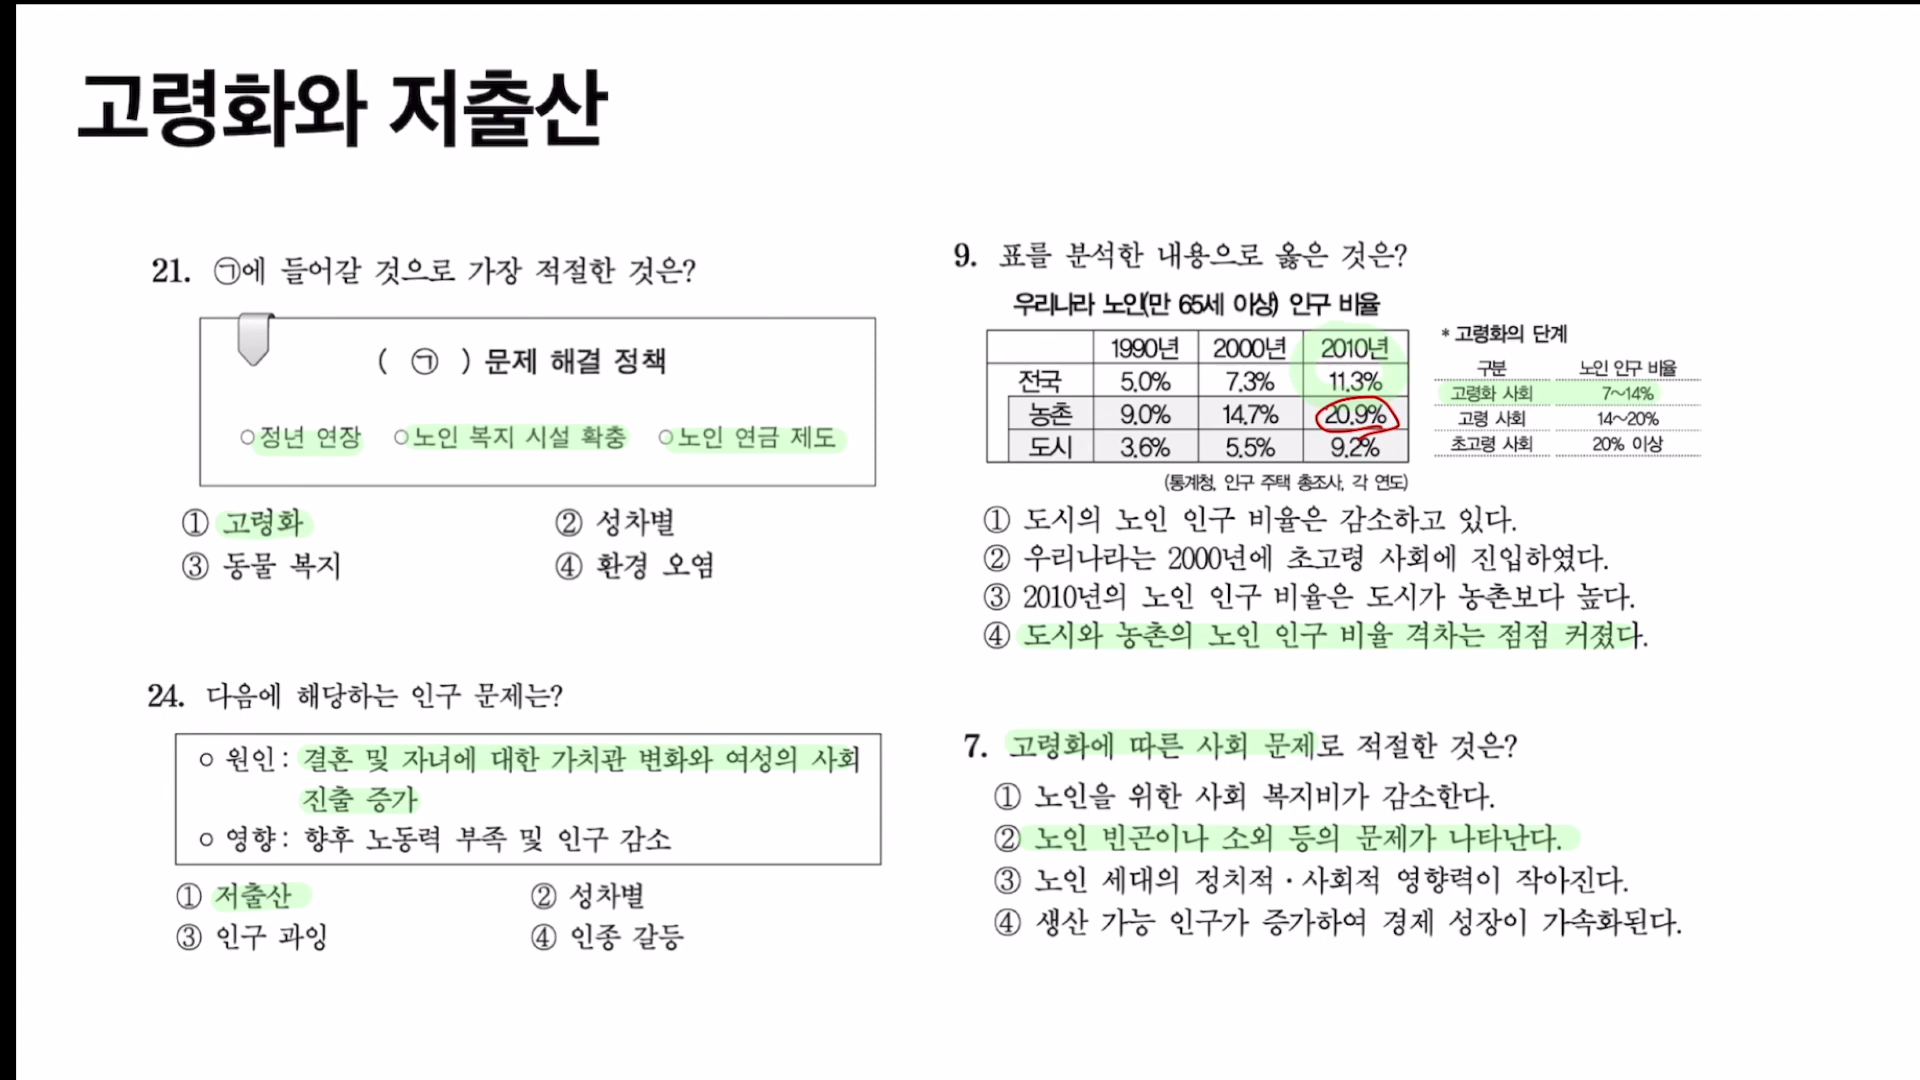 고령화와 저출산
21. ㉠에 들어갈 것으로 가장 적절한 것은?
( ㉠ ) 문제 해결 정책
○정년 연장 ○노인 복지 시설 확충 ○노인 연금 제도
① 고령화 ② 성차별
③ 동물 복지 ④ 환경 오염
24. 다음에 해당하는 인구 문제는?
○ 원인: 결혼 및 자녀에 대한 가치관 변화와 여성의 사회
진출 증가
○ 영향: 향후 노동력 부족 및 인구 감소
① 저출산 ② 성차별
③ 인구 과잉 ④ 인종 갈등
9. 표를 분석한 내용으로 옳은 것은?
우리나라 노인(만 65세 이상) 인구 비율
1990년 2000년 2010년
전국 5.0% 7.3% 11.3%
농촌 9.0% 14.7% 20.9%
도시 3.6% 5.5% 9.2%
(통계청, 인구 주택 총조사, 각 연도)
* 고령화의 단계
구분 노인 인구 비율
고령화 사회 7~14%
고령 사회 14~20%
초고령 사회 20% 이상
① 도시의 노인 인구 비율은 감소하고 있다.
② 우리나라는 2000년에 초고령 사회에 진입하였다.
③ 2010년의 노인 인구 비율은 도시가 농촌보다 높다.
④ 도시와 농촌의 노인 인구 비율 격차는 점점 커졌다.
7. 고령화에 따른 사회 문제로 적절한 것은?
① 노인을 위한 사회 복지비가 감소한다.
② 노인 빈곤이나 소외 등의 문제가 나타난다.
③ 노인 세대의 정치적·사회적 영향력이 작아진다.
④ 생산 가능 인구가 증가하여 경제 성장이 가속화된다.